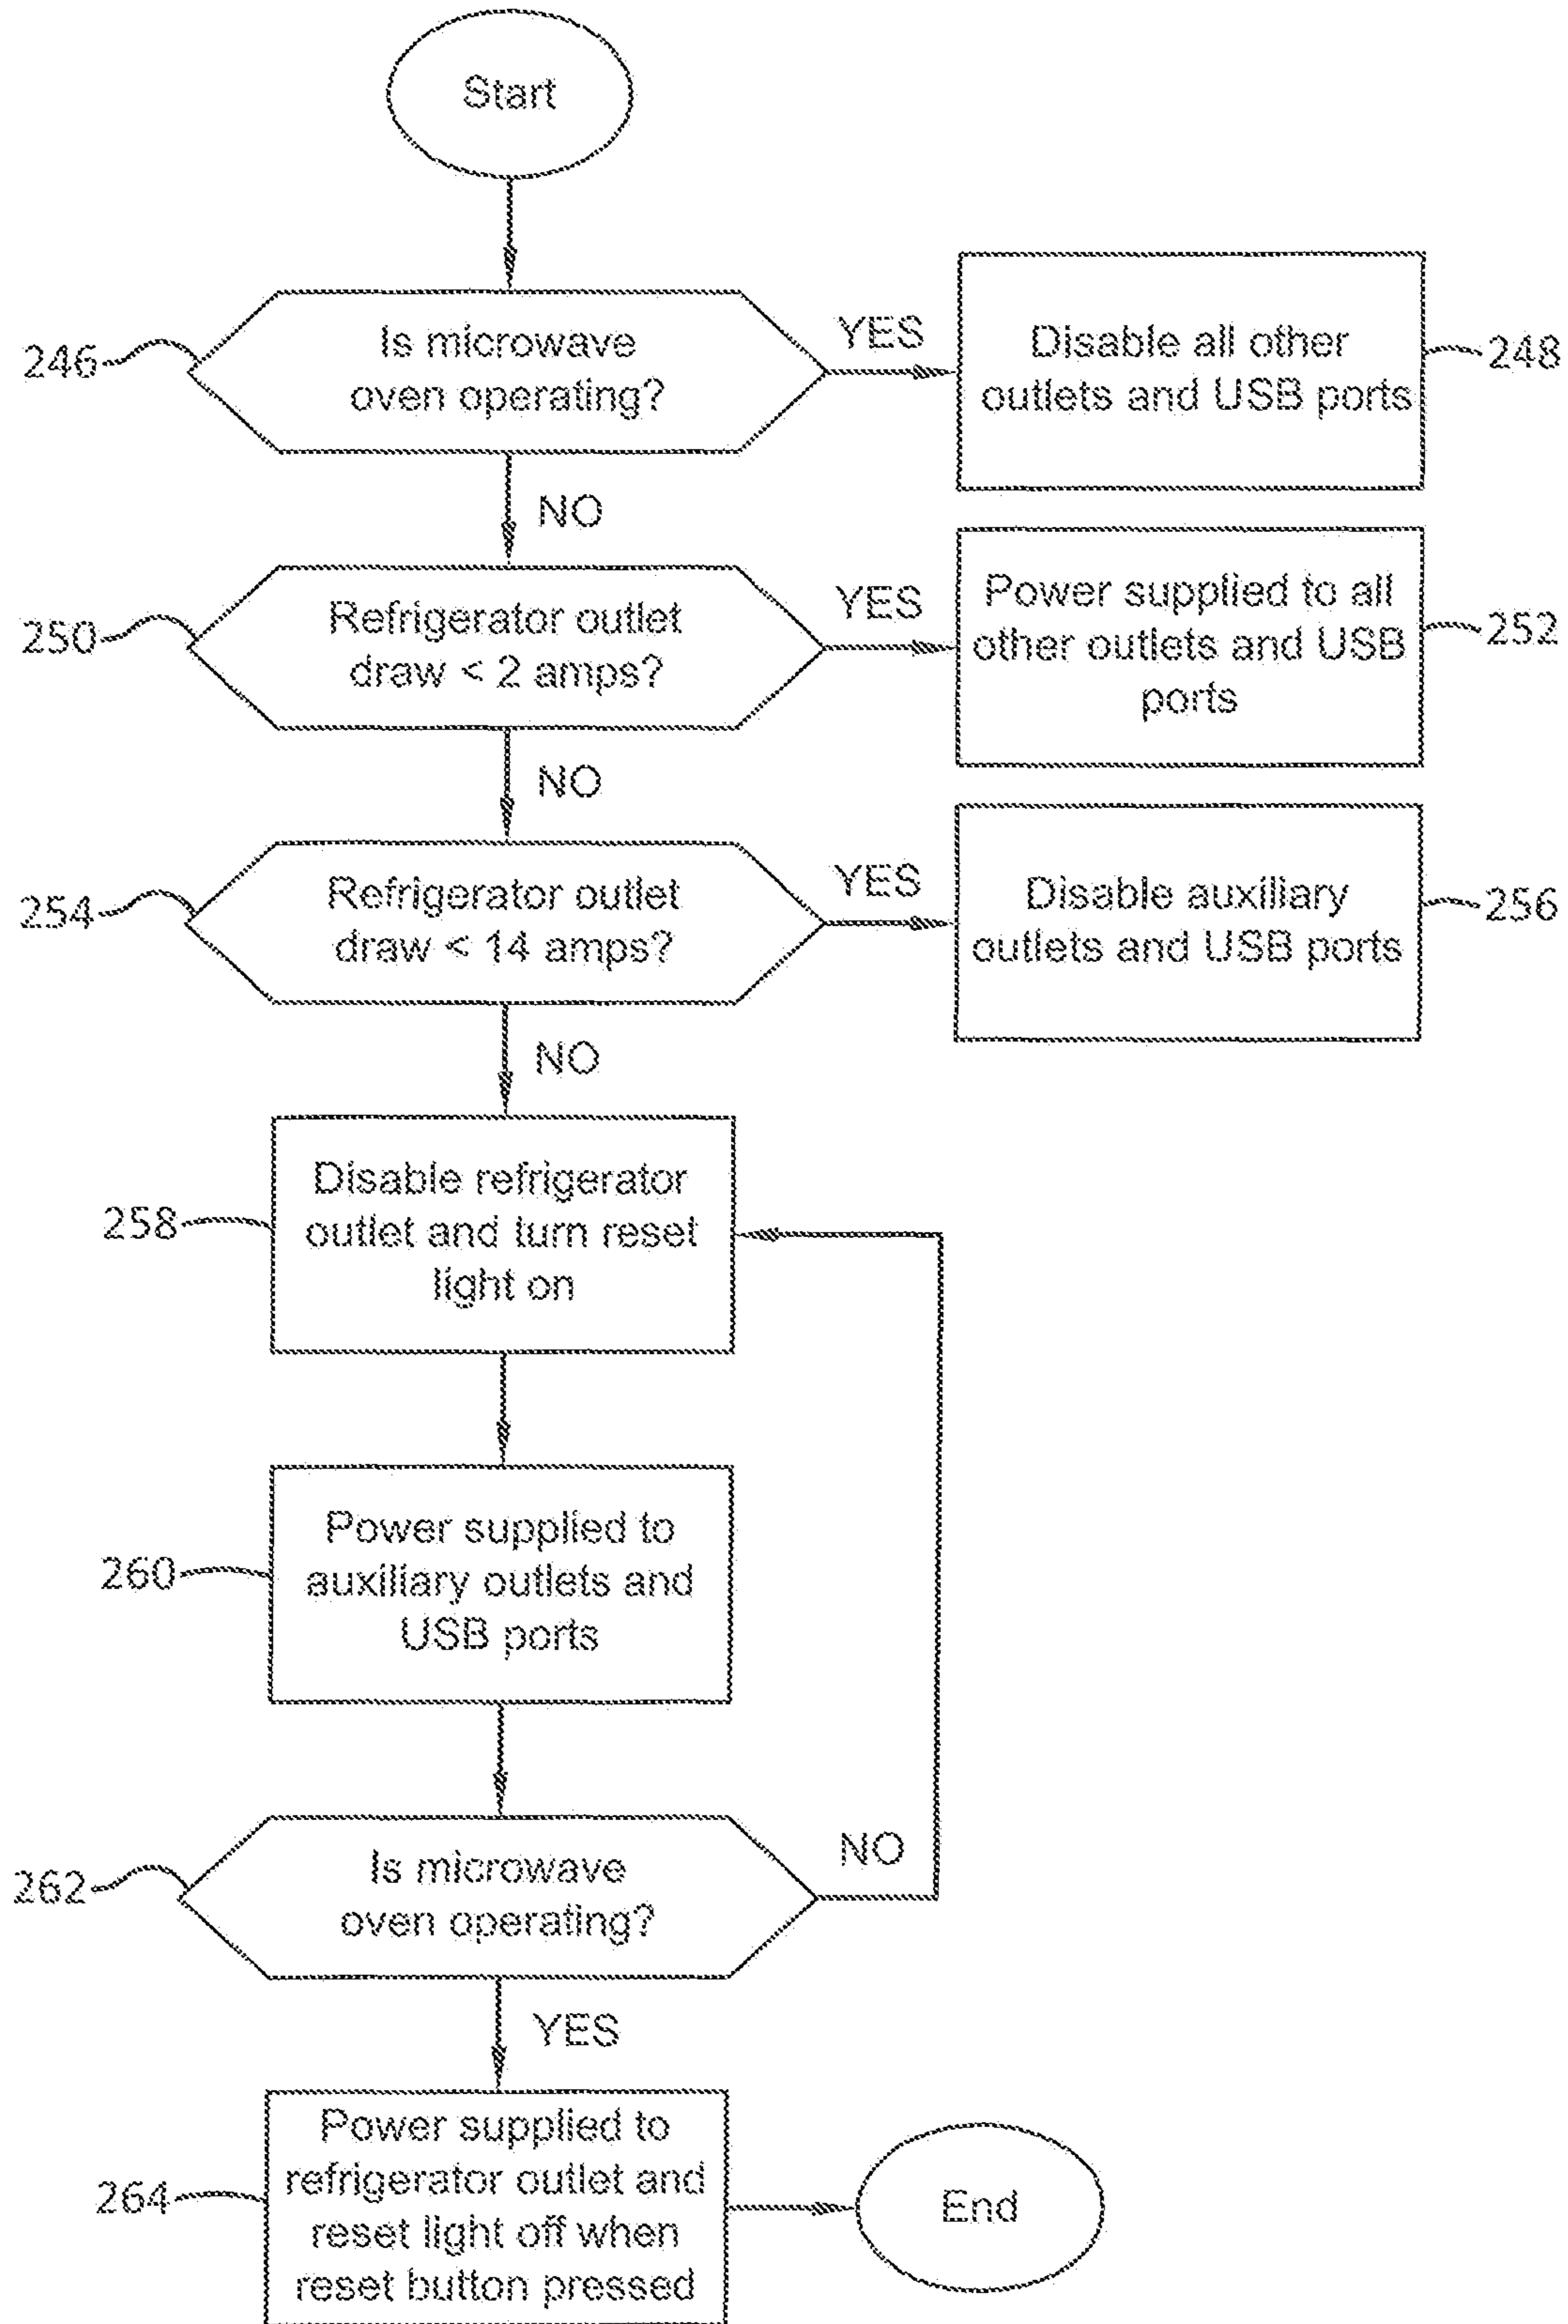 Start
Is microwave
oven operating?
246
YES
Disable all other
outlets and USB ports
248
NO
Refrigerator outlet
draw < 2 amps?
250
YES
Power supplied to all
other outlets and USB
ports
252
NO
Refrigerator outlet
draw < 14 amps?
254
YES
Disable auxiliary
outlets and USB ports
256
NO
Disable refrigerator
outlet and turn reset
light on
258
Power supplied to
auxiliary outlets and
USB ports
260
Is microwave
oven operating?
262
NO
YES
Power supplied to
refrigerator outlet and
reset light off when
reset button pressed
264
End